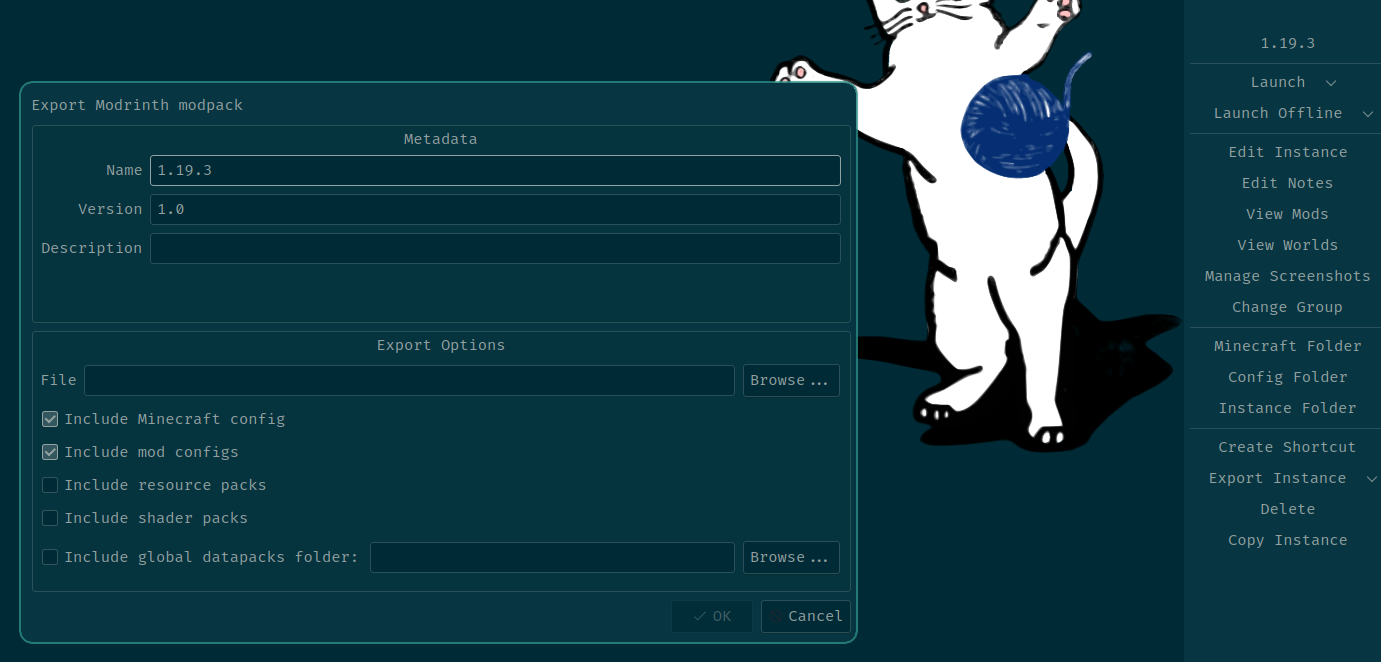 Export Modrinth modpack
Metadata
Name 1.19.3
Version 1.0
Description
Export Options
File Browse...
Include Minecraft config
Include mod configs
Include resource packs
Include shader packs
Include global datapacks folder: Browse...
OK Cancel
1.19.3
Launch
Launch Offline
Edit Instance
Edit Notes
View Mods
View Worlds
Manage Screenshots
Change Group
Minecraft Folder
Config Folder
Instance Folder
Create Shortcut
Export Instance
Delete
Copy Instance